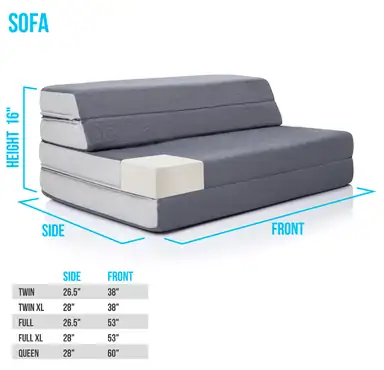 SOFA
HEIGHT 16"
SIDE
FRONT
SIDE FRONT
TWIN 26.5" 38"
TWIN XL 28" 38"
FULL 26.5" 53"
FULL XL 28" 53"
QUEEN 28" 60"